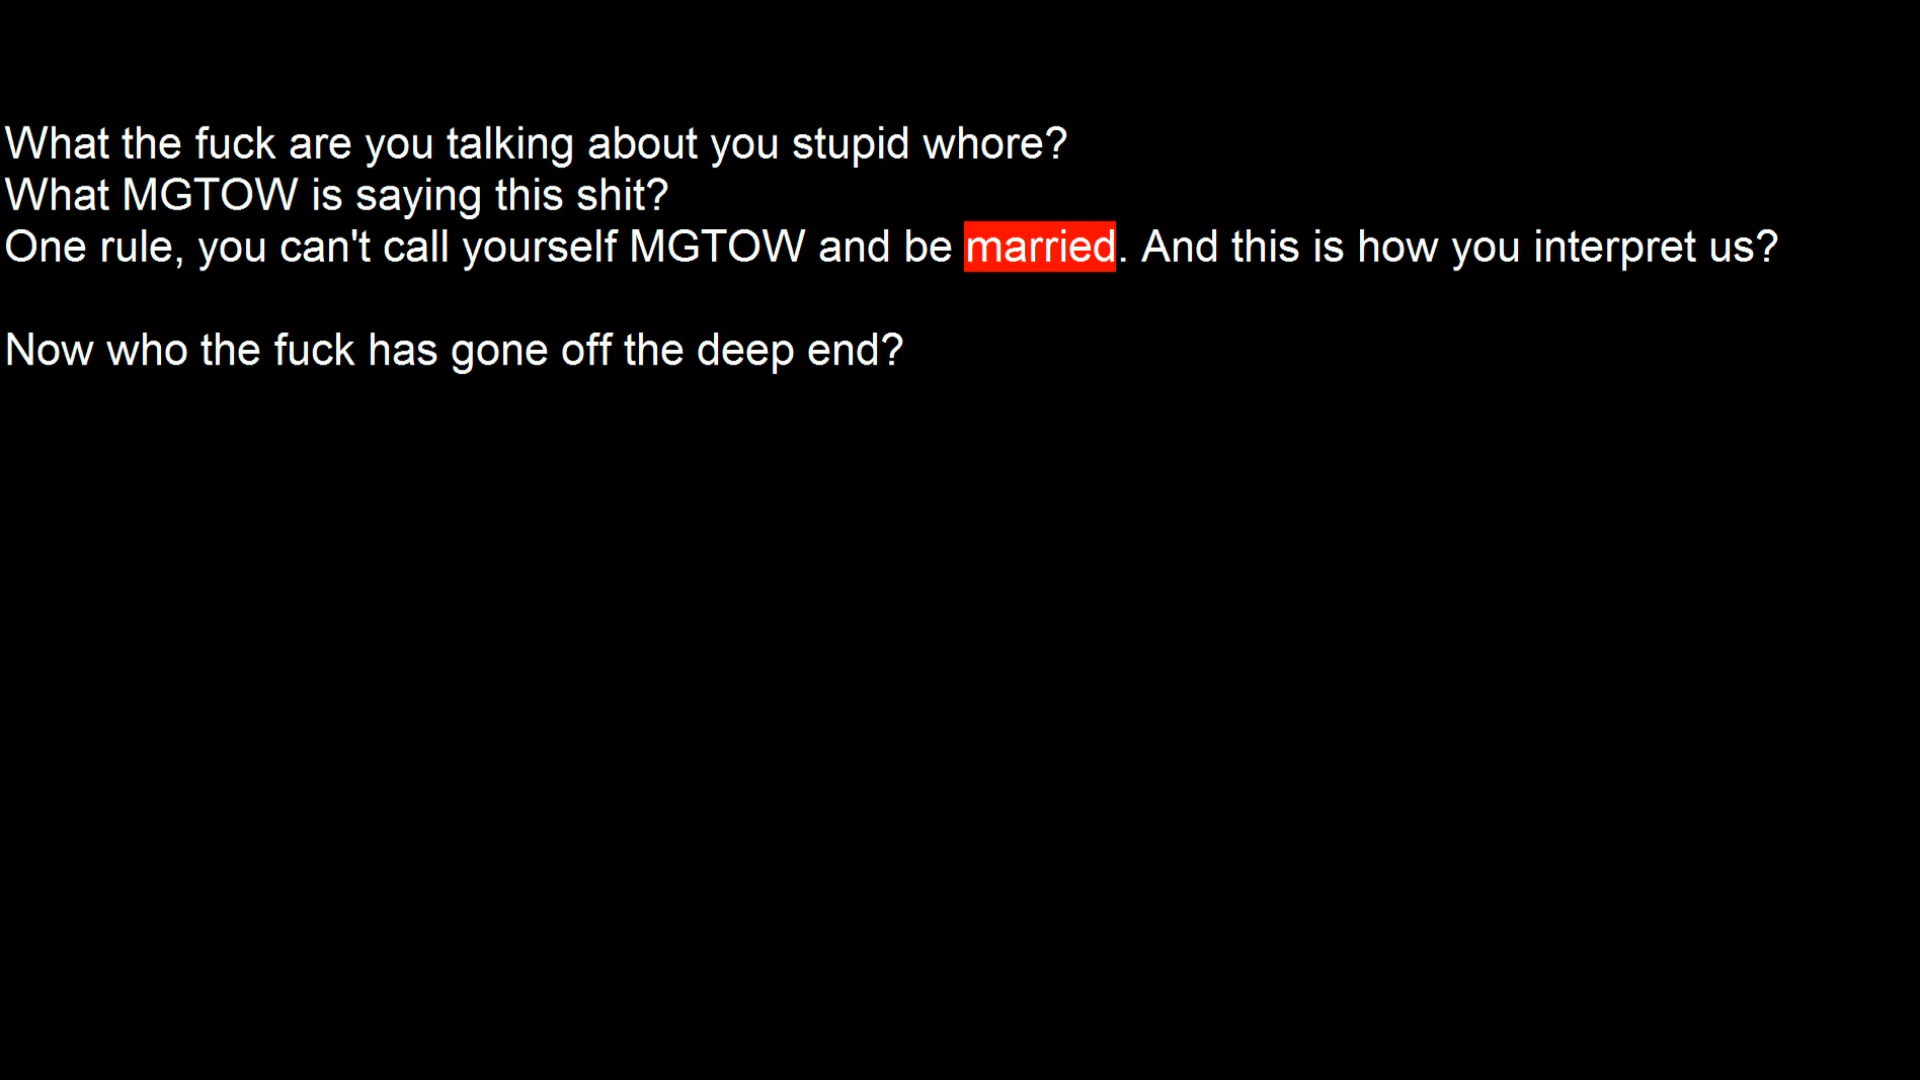 What the fuck are you talking about you stupid whore?
What MGTOW is saying this shit?
One rule, you can't call yourself MGTOW and be married. And this is how you interpret us?
Now who the fuck has gone off the deep end?